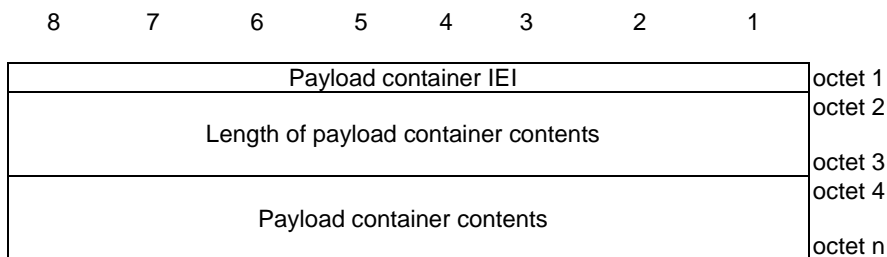 8 7 6 5 4 3 2 1
Payload container IEI octet 1
octet 2
Length of payload container contents
octet 3
octet 4
Payload container contents
octet n